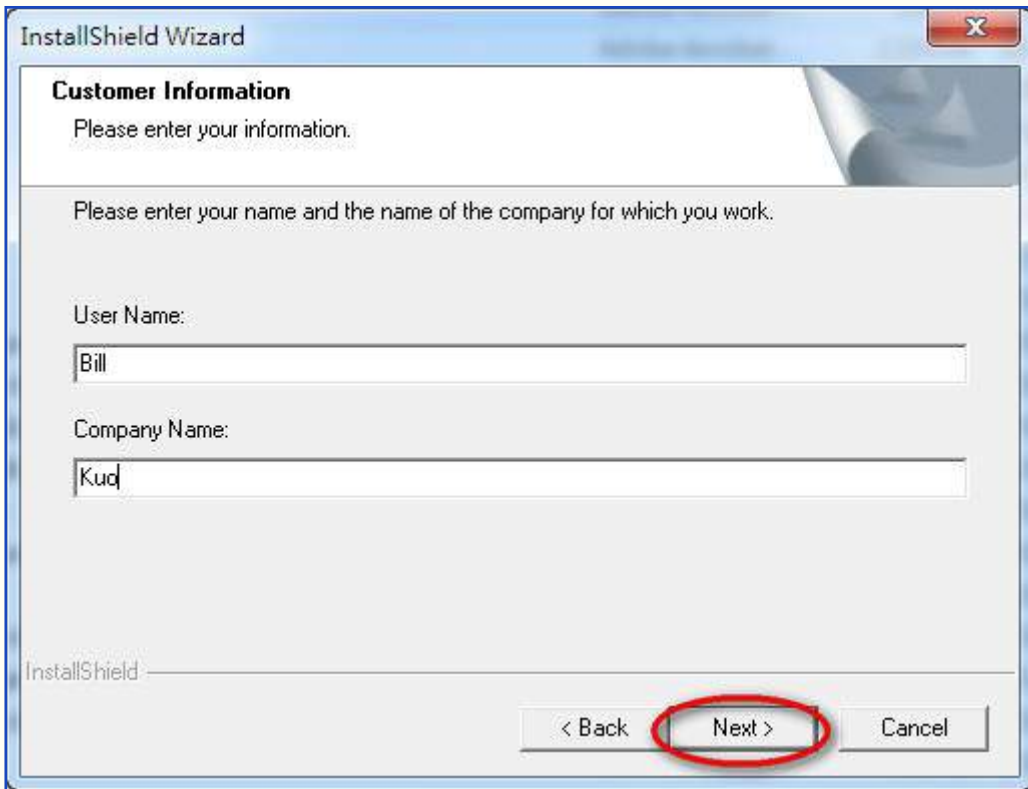 InstallShield Wizard
Customer Information
Please enter your information.
Please enter your name and the name of the company for which you work.
User Name:
Bill
Company Name:
Kuo
InstallShield
< Back Next > Cancel